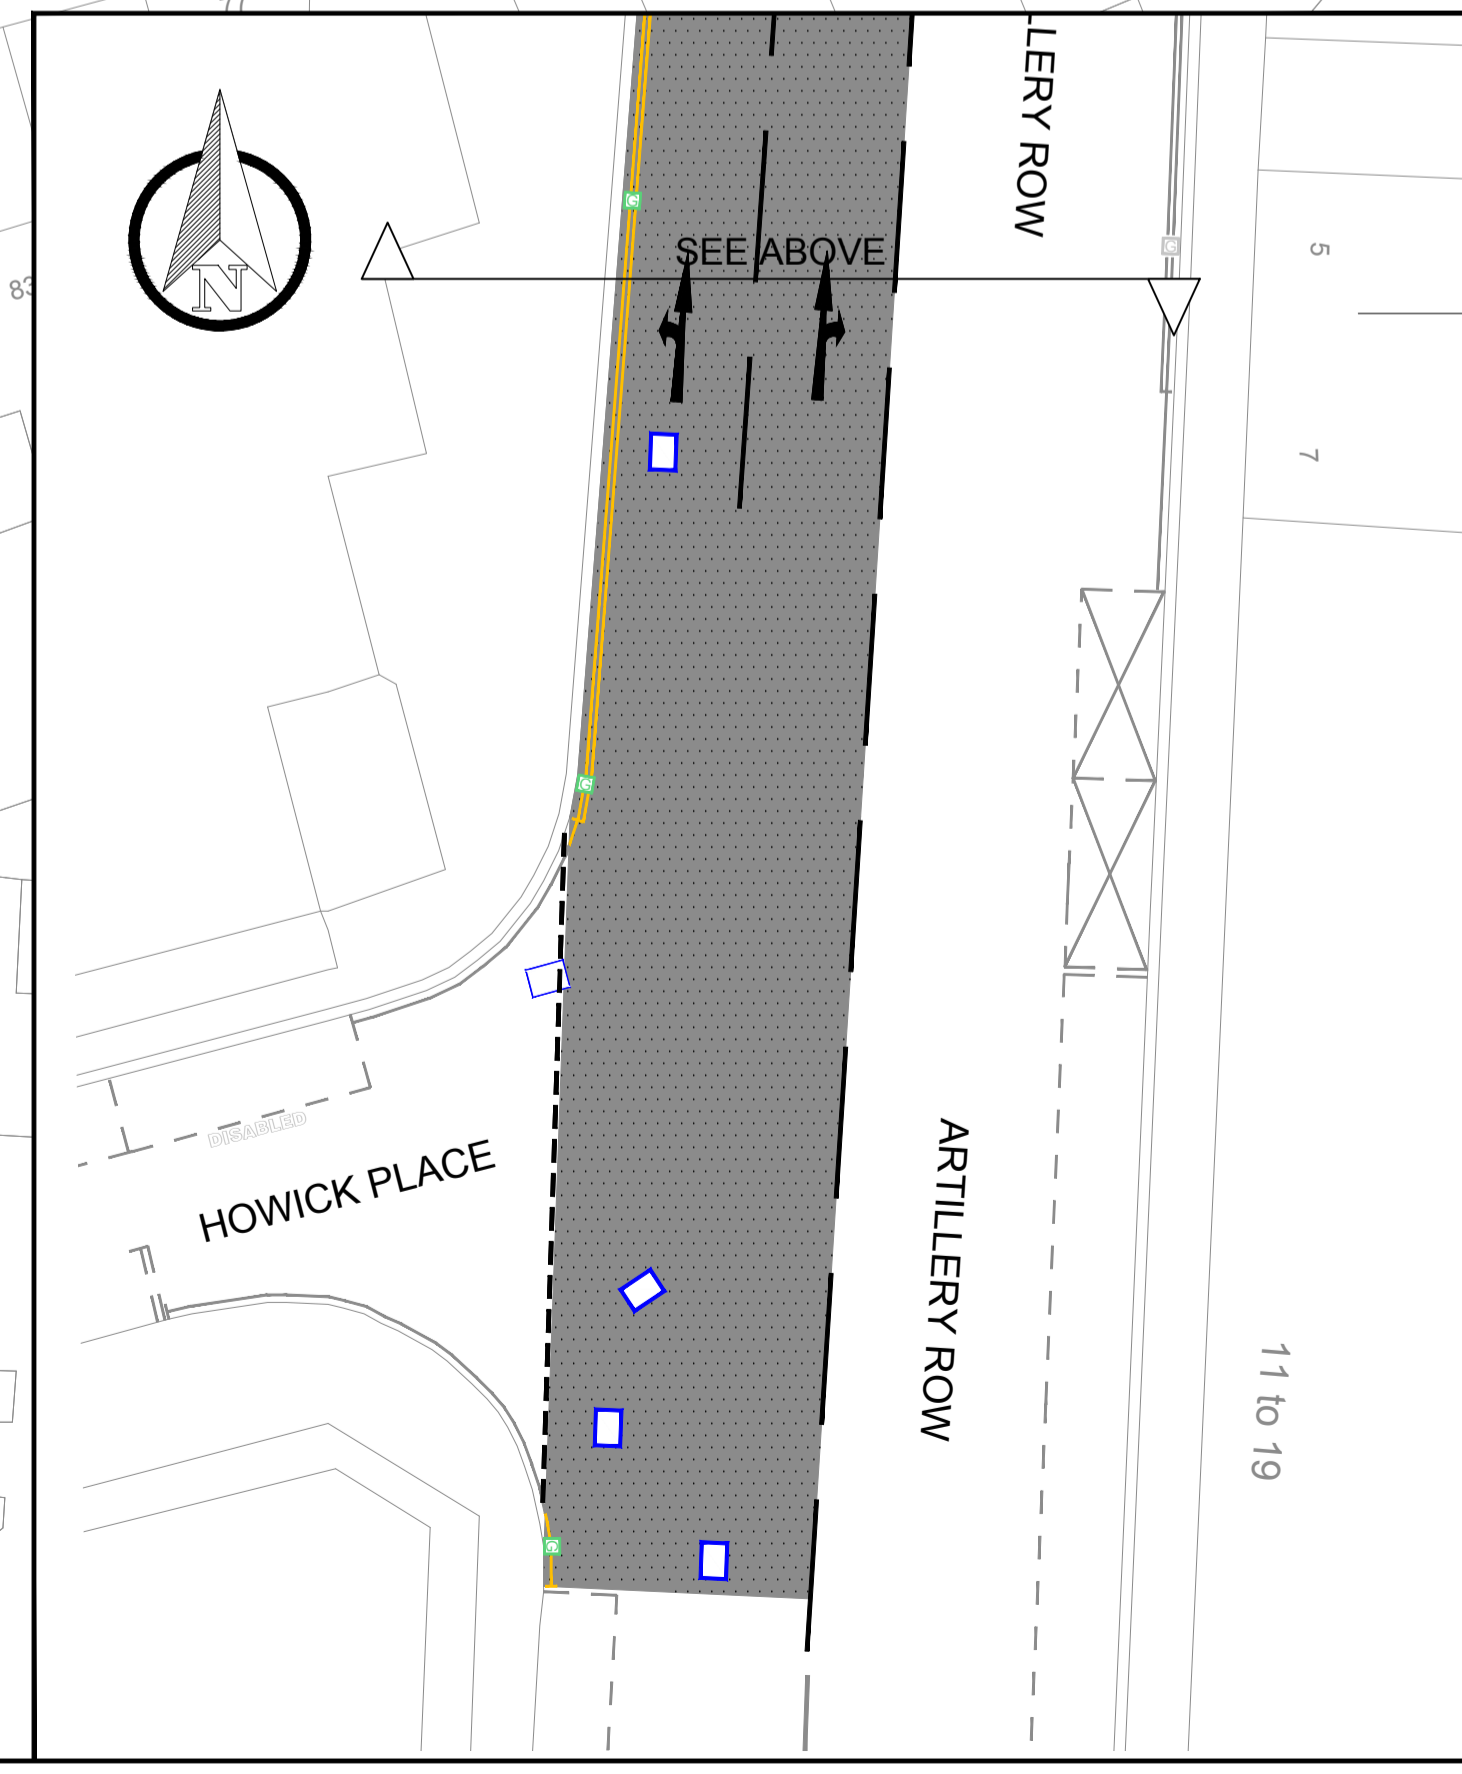 LLERY ROW
G
G
5
SEE ABOVE
83
N
7
G
DISABLED
HOWICK PLACE
ARTILLERY ROW
11 to 19
G